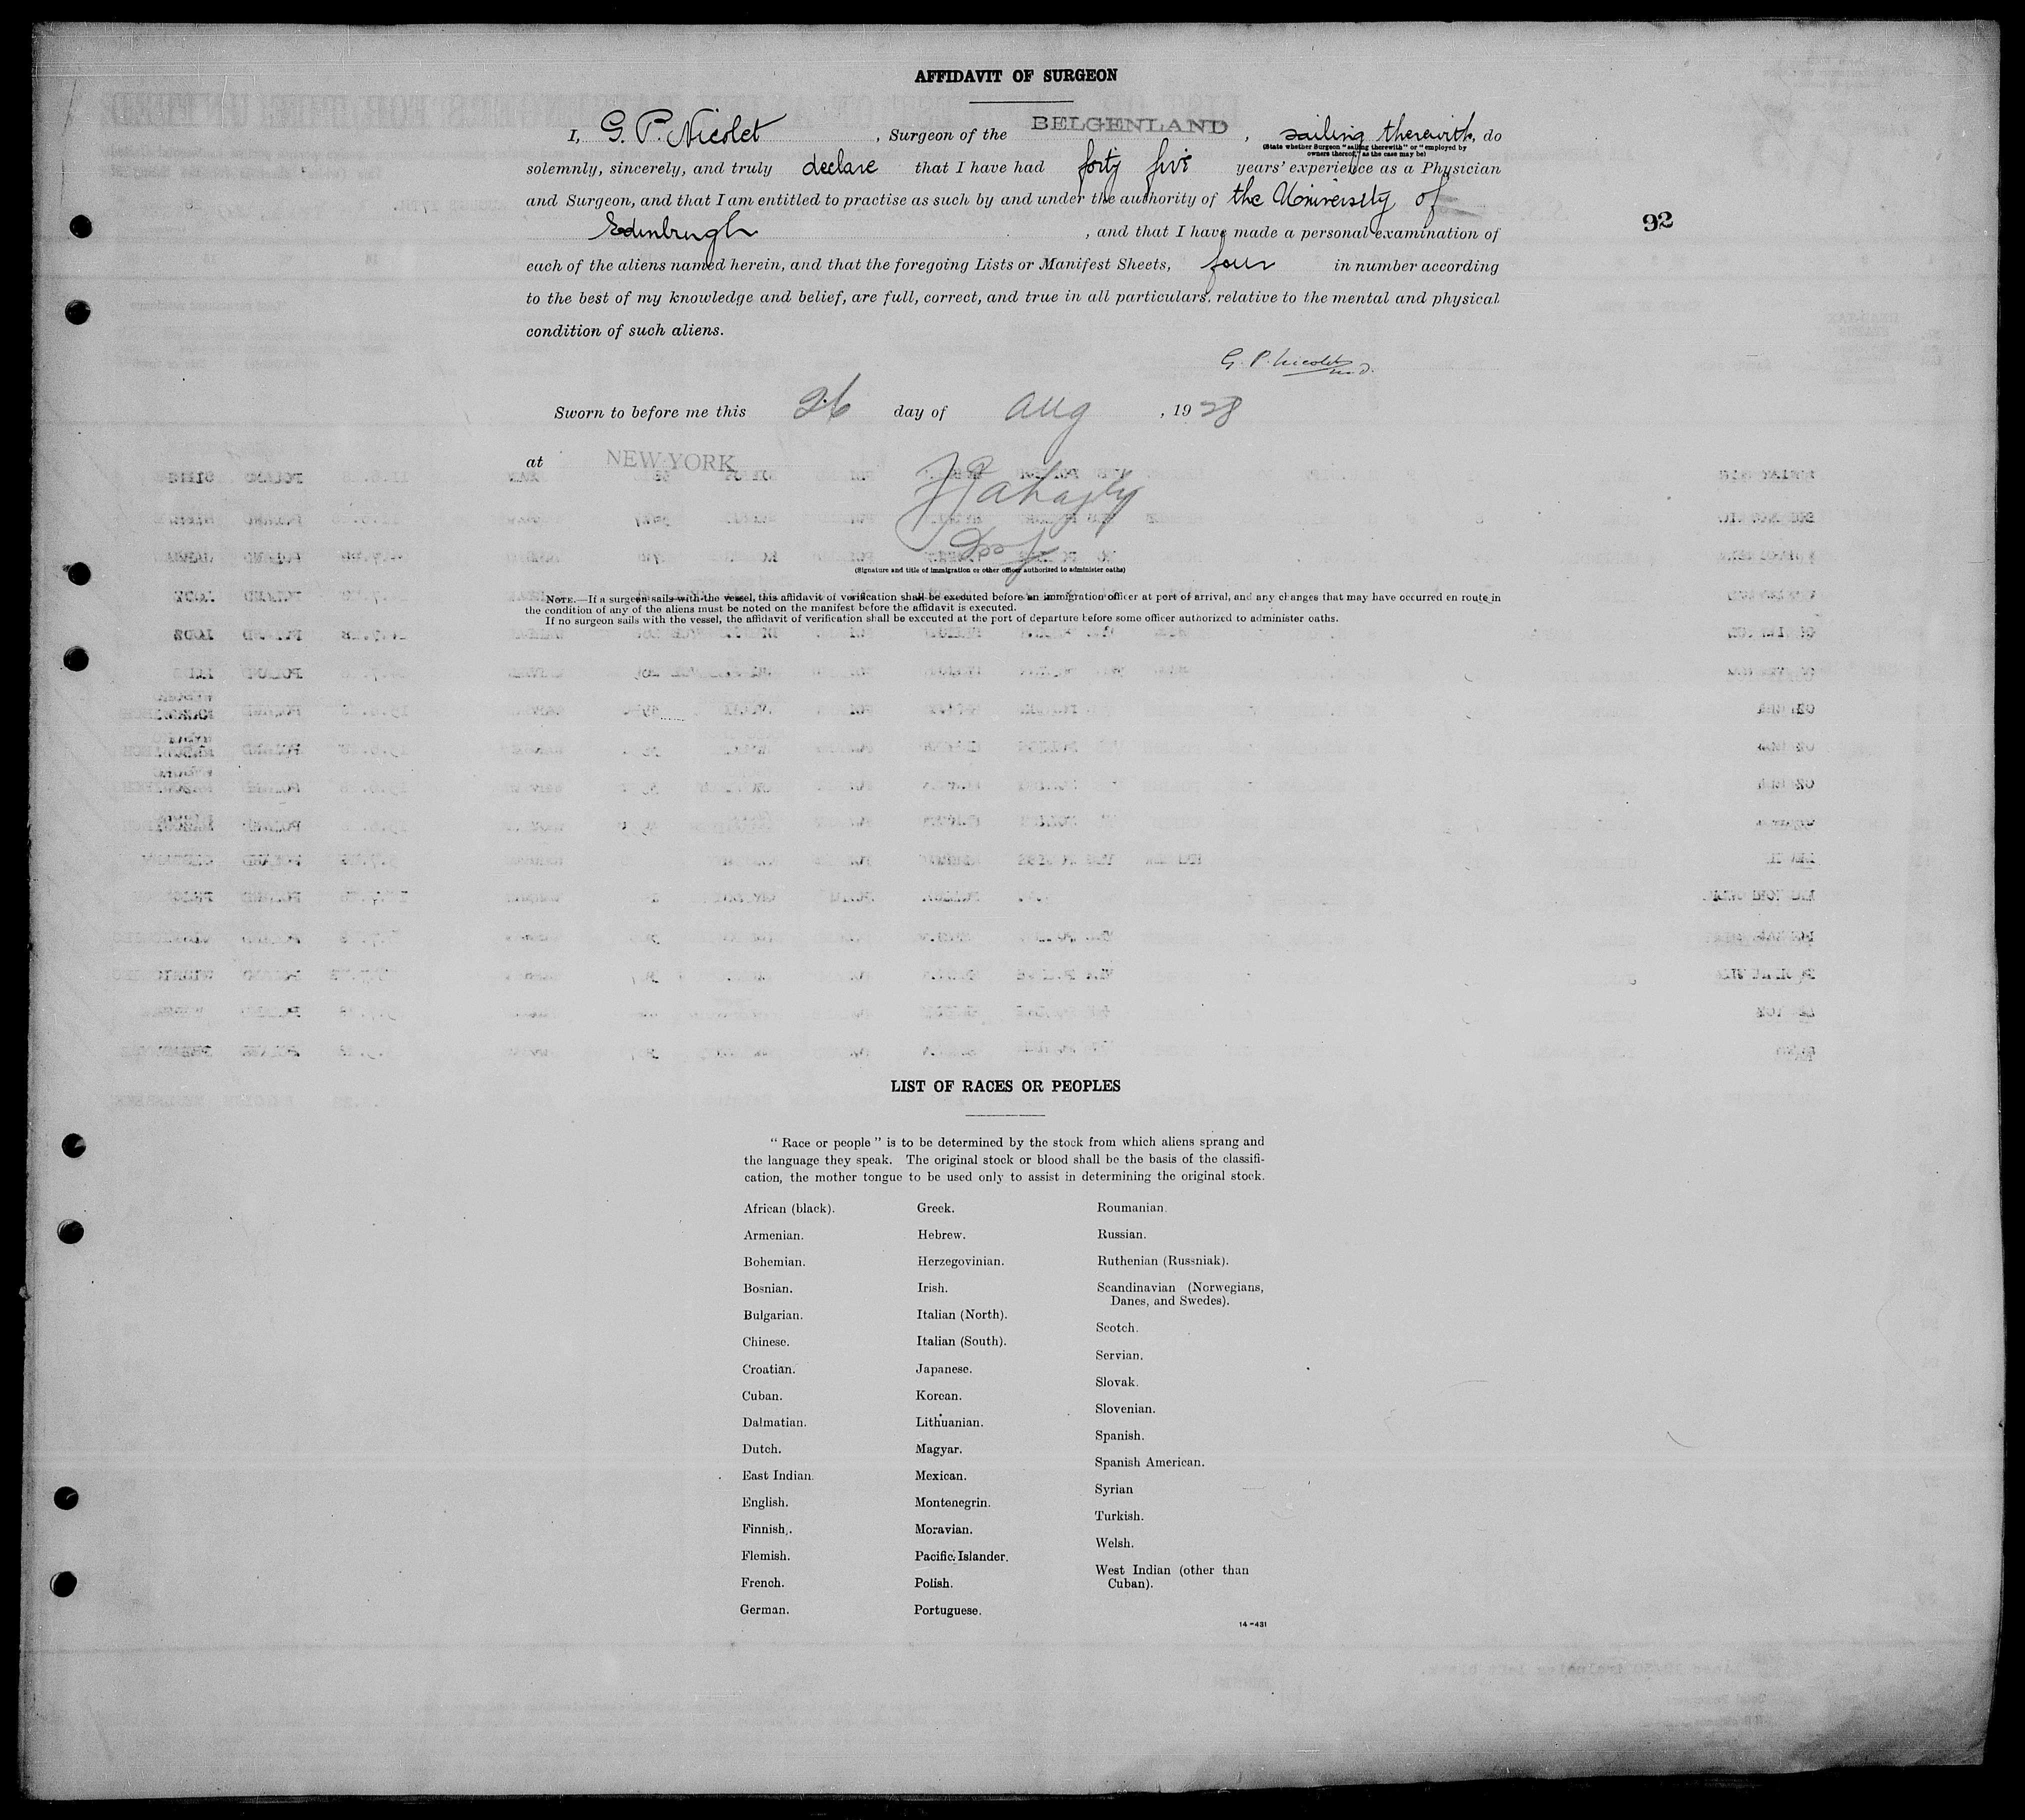 AFFIDAVIT OF SURGEON
I, G. P. Nicolet, Surgeon of the BELGENLAND, sailing therewith, do
(State whether Surgeon "sailing therewith" or "employed by
owners thereof," as the case may be)
solemnly, sincerely, and truly declare that I have had forty five years' experience as a Physician
and Surgeon, and that I am entitled to practise as such by and under the authority of the University of
Edinburgh, and that I have made a personal examination of
92
each of the aliens named herein, and that the foregoing Lists or Manifest Sheets, four in number according
to the best of my knowledge and belief, are full, correct, and true in all particulars, relative to the mental and physical
condition of such aliens.
G. P. Nicolet M.D.
Sworn to before me this 26 day of Aug, 1928
at NEW YORK
(Signature and title of immigration or other officer authorized to administer oaths)
NOTE.—If a surgeon sails with the vessel, this affidavit of verification shall be executed before an immigration officer at port of arrival, and any changes that may have occurred en route in
the condition of any of the aliens must be noted on the manifest before the affidavit is executed.
If no surgeon sails with the vessel, the affidavit of verification shall be executed at the port of departure before some officer authorized to administer oaths.
LIST OF RACES OR PEOPLES
"Race or people" is to be determined by the stock from which aliens sprang and
the language they speak. The original stock or blood shall be the basis of the classifi-
cation, the mother tongue to be used only to assist in determining the original stock.
African (black).
Armenian.
Bohemian.
Bosnian.
Bulgarian.
Chinese.
Croatian.
Cuban.
Dalmatian.
Dutch.
East Indian.
English.
Finnish.
Flemish.
French.
German.
Greek.
Hebrew.
Herzegovinian.
Irish.
Italian (North).
Italian (South).
Japanese.
Korean.
Lithuanian.
Magyar.
Mexican.
Montenegrin.
Moravian.
Pacific Islander.
Polish.
Portuguese.
Roumanian.
Russian.
Ruthenian (Russniak).
Scandinavian (Norwegians,
Danes, and Swedes).
Scotch.
Servian.
Slovak.
Slovenian.
Spanish.
Spanish American.
Syrian
Turkish.
Welsh.
West Indian (other than
Cuban).
14-431